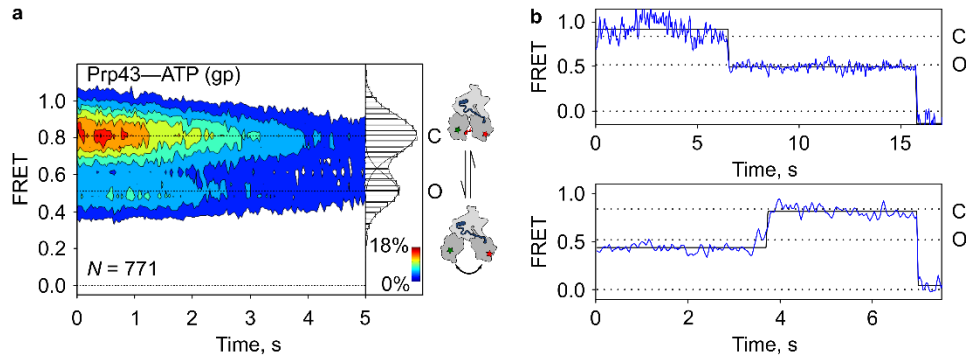 a
Prp43—ATP (gp)
FRET
1.0
0.8
0.6
0.4
0.2
0.0
N = 771
18%
0%
C
O
0 1 2 3 4 5
Time, s
b
FRET
1.0
0.5
0.0
C
O
0 5 10 15
Time, s
FRET
1.0
0.5
0.0
C
O
0 2 4 6
Time, s